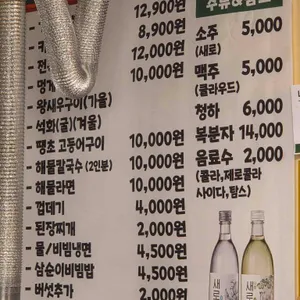 12,900원
8,900원
12,000원
10,000원
- 왕새우구이(가을)
- 석화(굴)(겨울)
- 땡초 고등어구이 10,000원
- 해물칼국수(2인분) 10,000원
- 해물라면 10,000원
- 껍데기 4,000원
- 된장찌개 2,000원
- 물/비빔냉면 4,500원
- 삼순이비빔밥 4,500원
- 버섯추가 2,000원
소주 5,000
(새로)
맥주 5,000
(클라우드)
청하 6,000
복분자 14,000
음료수 2,000
(콜라,제로콜라
사이다,탐스)
새로
새로